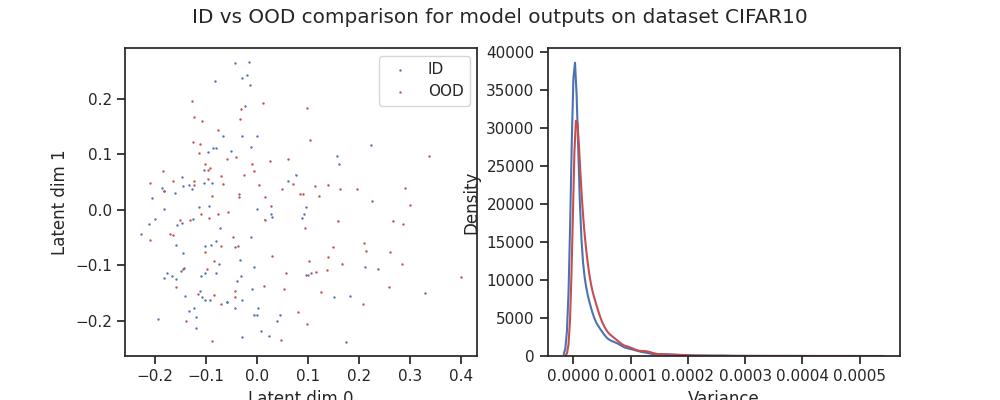 ID vs OOD comparison for model outputs on dataset CIFAR10
ID
OOD
Latent dim 1
0.2
0.1
0.0
−0.1
−0.2
−0.2 −0.1 0.0 0.1 0.2 0.3 0.4
Latent dim 0
Density
40000
35000
30000
25000
20000
15000
10000
5000
0
0.0000 0.0001 0.0002 0.0003 0.0004 0.0005
Variance